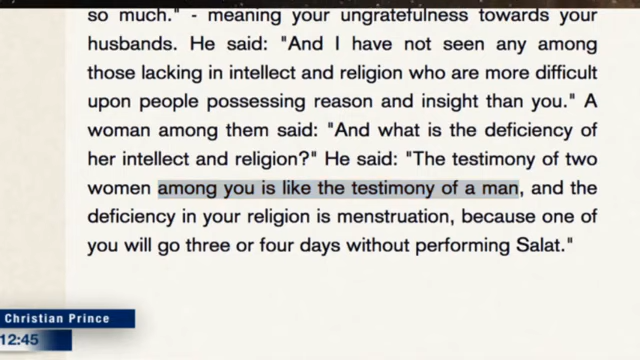 so much." - meaning your ungratefulness towards your
husbands. He said: "And I have not seen any among
those lacking in intellect and religion who are more difficult
upon people possessing reason and insight than you." A
woman among them said: "And what is the deficiency of
her intellect and religion?" He said: "The testimony of two
women among you is like the testimony of a man, and the
deficiency in your religion is menstruation, because one of
you will go three or four days without performing Salat."
Christian Prince
12:45